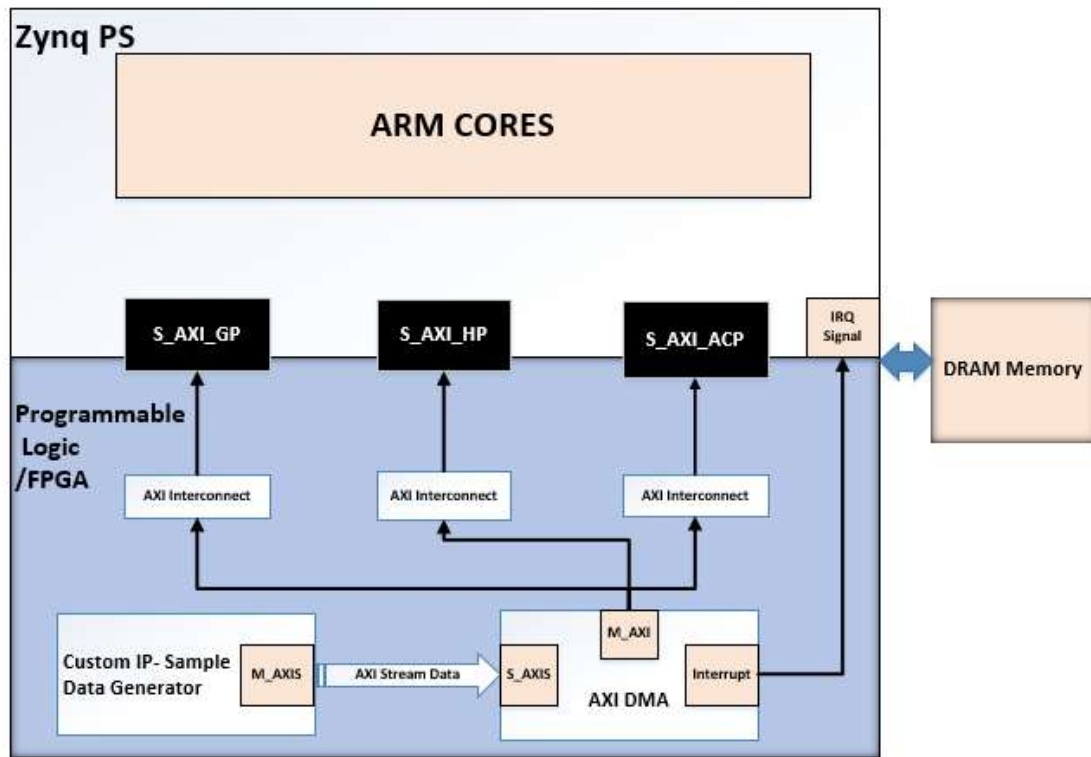 Zynq PS
ARM CORES
S_AXI_GP
S_AXI_HP
S_AXI_ACP
IRQ
Signal
DRAM Memory
Programmable
Logic
/FPGA
AXI Interconnect
AXI Interconnect
AXI Interconnect
Custom IP- Sample
Data Generator
M_AXIS
AXI Stream Data
S_AXIS
M_AXI
Interrupt
AXI DMA